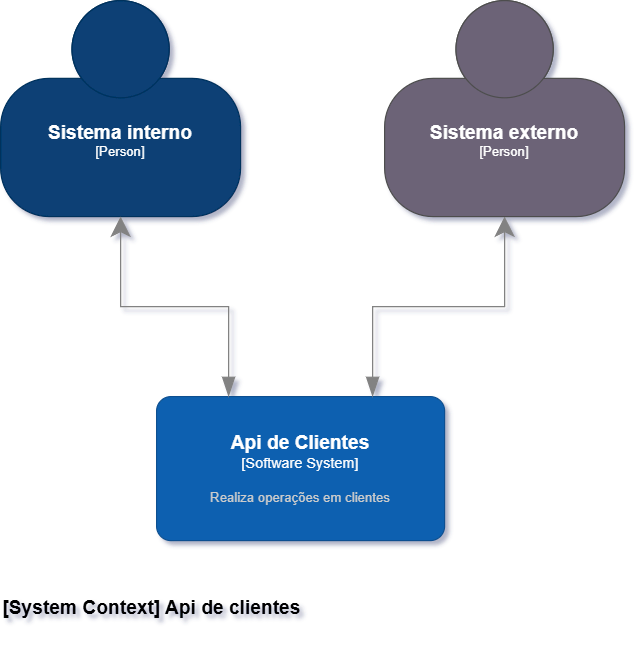 Sistema interno
[Person]
Sistema externo
[Person]
Api de Clientes
[Software System]
Realiza operações em clientes
[System Context] Api de clientes